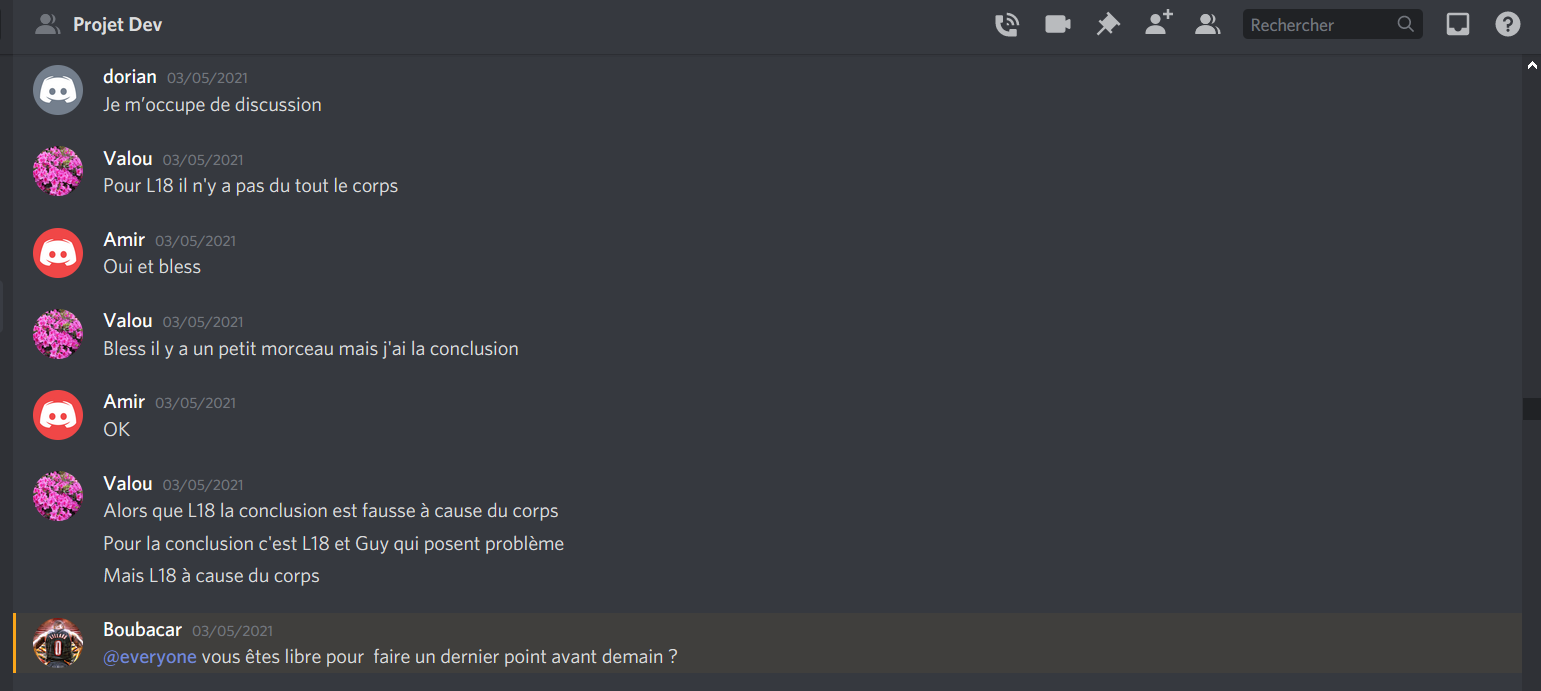 Projet Dev
Rechercher
dorian 03/05/2021
Je m’occupe de discussion
Valou 03/05/2021
Pour L18 il n'y a pas du tout le corps
Amir 03/05/2021
Oui et bless
Valou 03/05/2021
Bless il y a un petit morceau mais j'ai la conclusion
Amir 03/05/2021
OK
Valou 03/05/2021
Alors que L18 la conclusion est fausse à cause du corps
Pour la conclusion c'est L18 et Guy qui posent problème
Mais L18 à cause du corps
Boubacar 03/05/2021
@everyone vous êtes libre pour  faire un dernier point avant demain ?